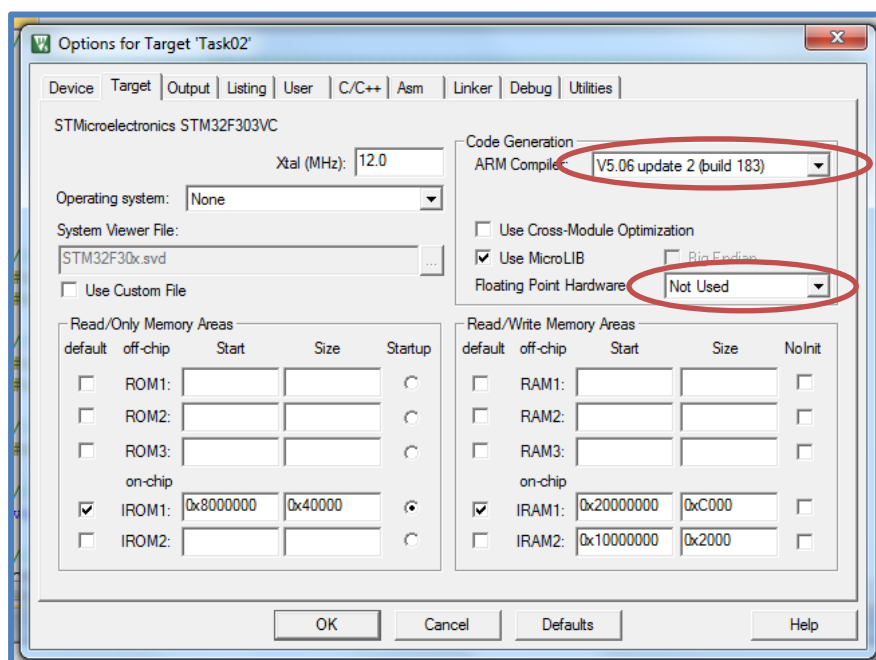 Options for Target 'Task02'
Device Target Output Listing User C/C++ Asm Linker Debug Utilities
STMicroelectronics STM32F303VC
Xtal (MHz): 12.0
Operating system: None
System Viewer File:
STM32F30x.svd ...
Use Custom File
Code Generation
ARM Compiler: V5.06 update 2 (build 183)
Use Cross-Module Optimization
Use MicroLIB Big Endian
Floating Point Hardware Not Used
Read/Only Memory Areas
default off-chip Start Size Startup
ROM1:
ROM2:
ROM3:
on-chip
IROM1: 0x8000000 0x40000
IROM2:
Read/Write Memory Areas
default off-chip Start Size NoInit
RAM1:
RAM2:
RAM3:
on-chip
IRAM1: 0x20000000 0xC000
IRAM2: 0x10000000 0x2000
OK Cancel Defaults Help